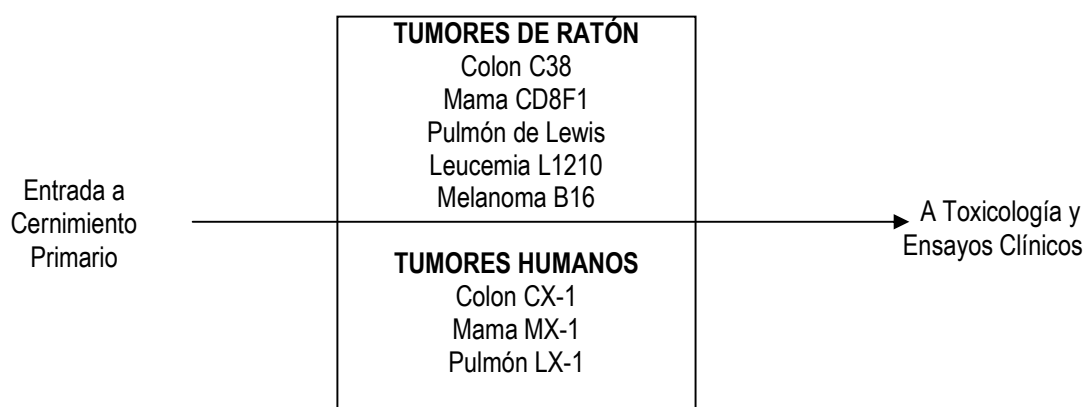 TUMORES DE RATÓN
Colon C38
Mama CD8F1
Pulmón de Lewis
Leucemia L1210
Melanoma B16
Entrada a
Cernimiento
Primario
A Toxicología y
Ensayos Clínicos
TUMORES HUMANOS
Colon CX-1
Mama MX-1
Pulmón LX-1